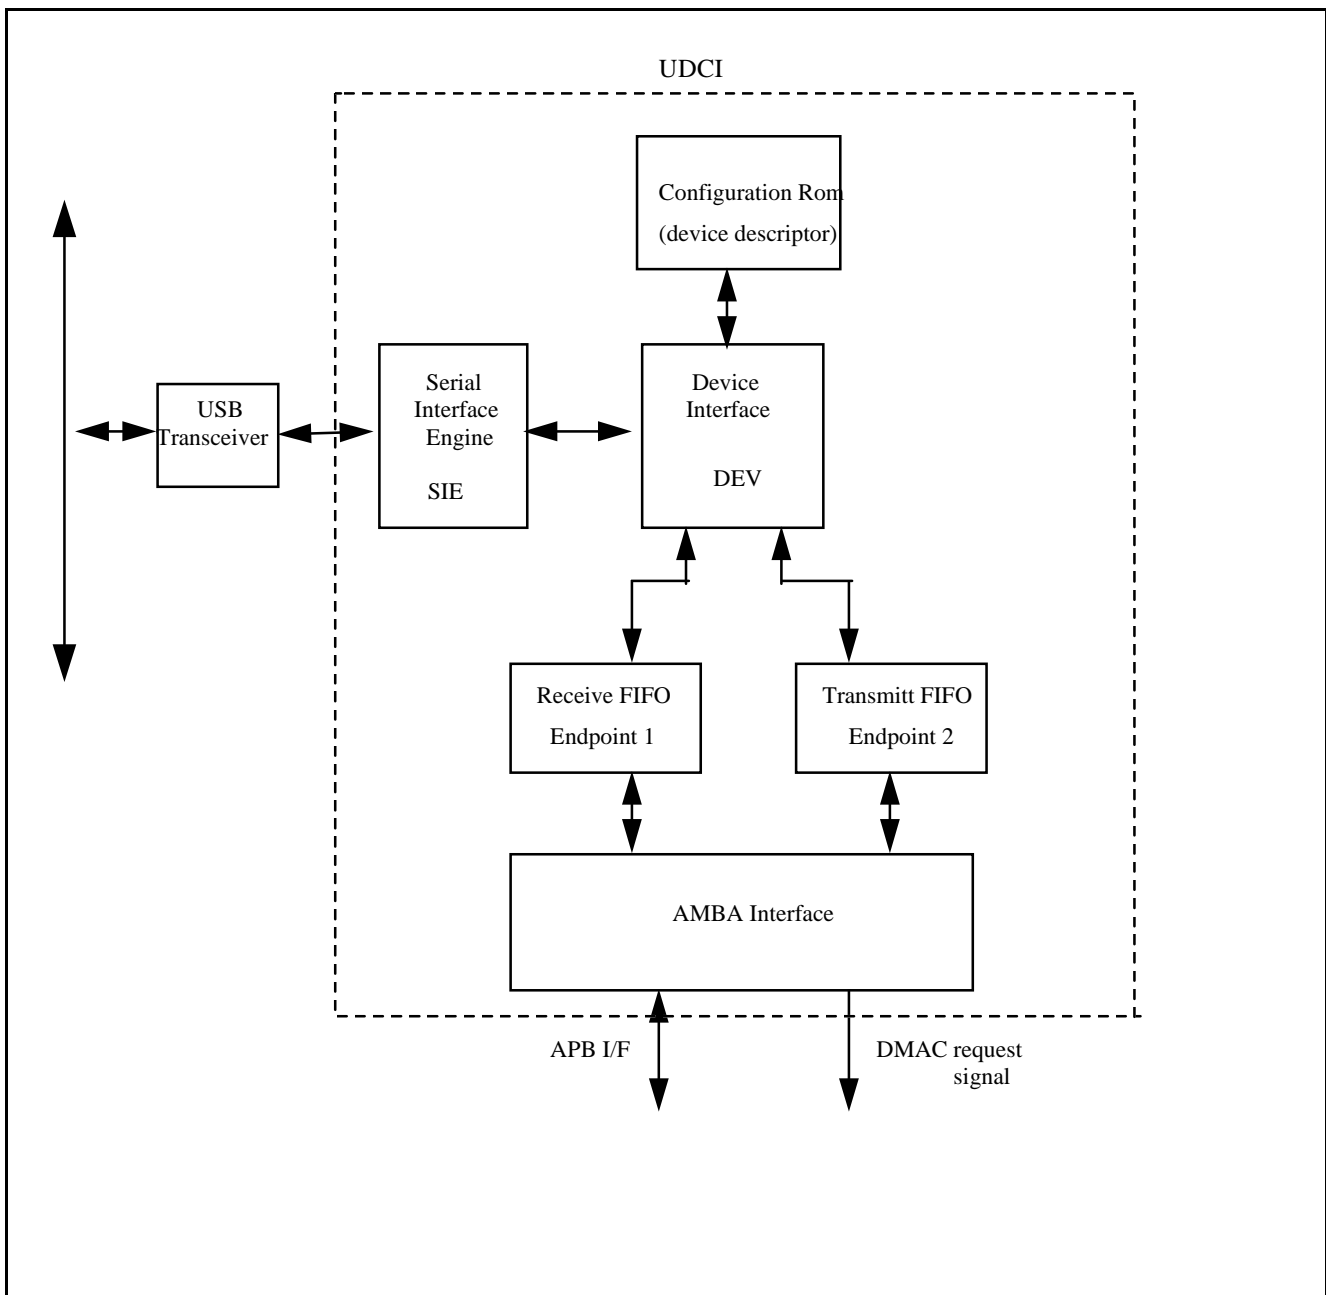 UDCI
Configuration Rom
(device descriptor)
USB
Transceiver
Serial
Interface
Engine
SIE
Device
Interface
DEV
Receive FIFO
Endpoint 1
Transmitt FIFO
Endpoint 2
AMBA Interface
APB I/F
DMAC request
signal